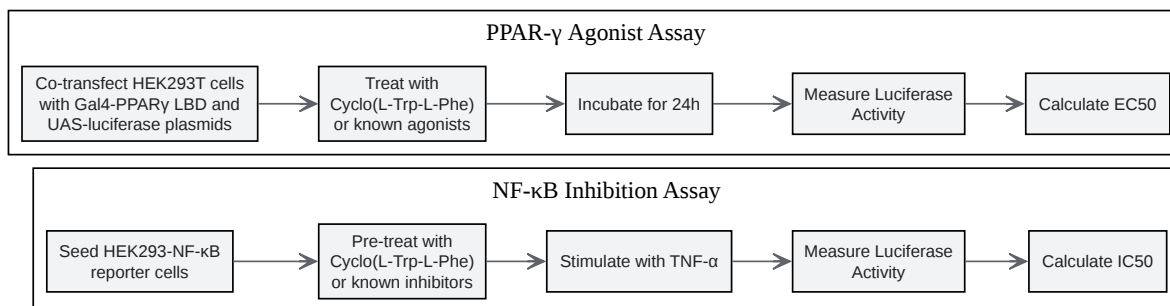 PPAR-γ Agonist Assay
Co-transfect HEK293T cells
with Gal4-PPARγ LBD and
UAS-luciferase plasmids
Treat with
Cyclo(L-Trp-L-Phe)
or known agonists
Incubate for 24h
Measure Luciferase
Activity
Calculate EC50
NF-κB Inhibition Assay
Seed HEK293-NF-κB
reporter cells
Pre-treat with
Cyclo(L-Trp-L-Phe)
or known inhibitors
Stimulate with TNF-α
Measure Luciferase
Activity
Calculate IC50